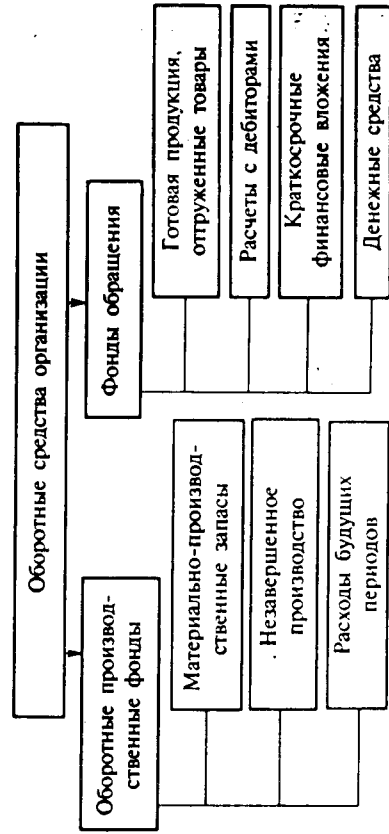 Оборотные средства организации
Оборотные производ-
ственные фонды
Фонды обращения
Материально-производ-
ственные запасы
Незавершенное
производство
Расходы будущих
периодов
Готовая продукция,
отгруженные товары
Расчеты с дебиторами
Краткосрочные
финансовые вложения
Денежные средства